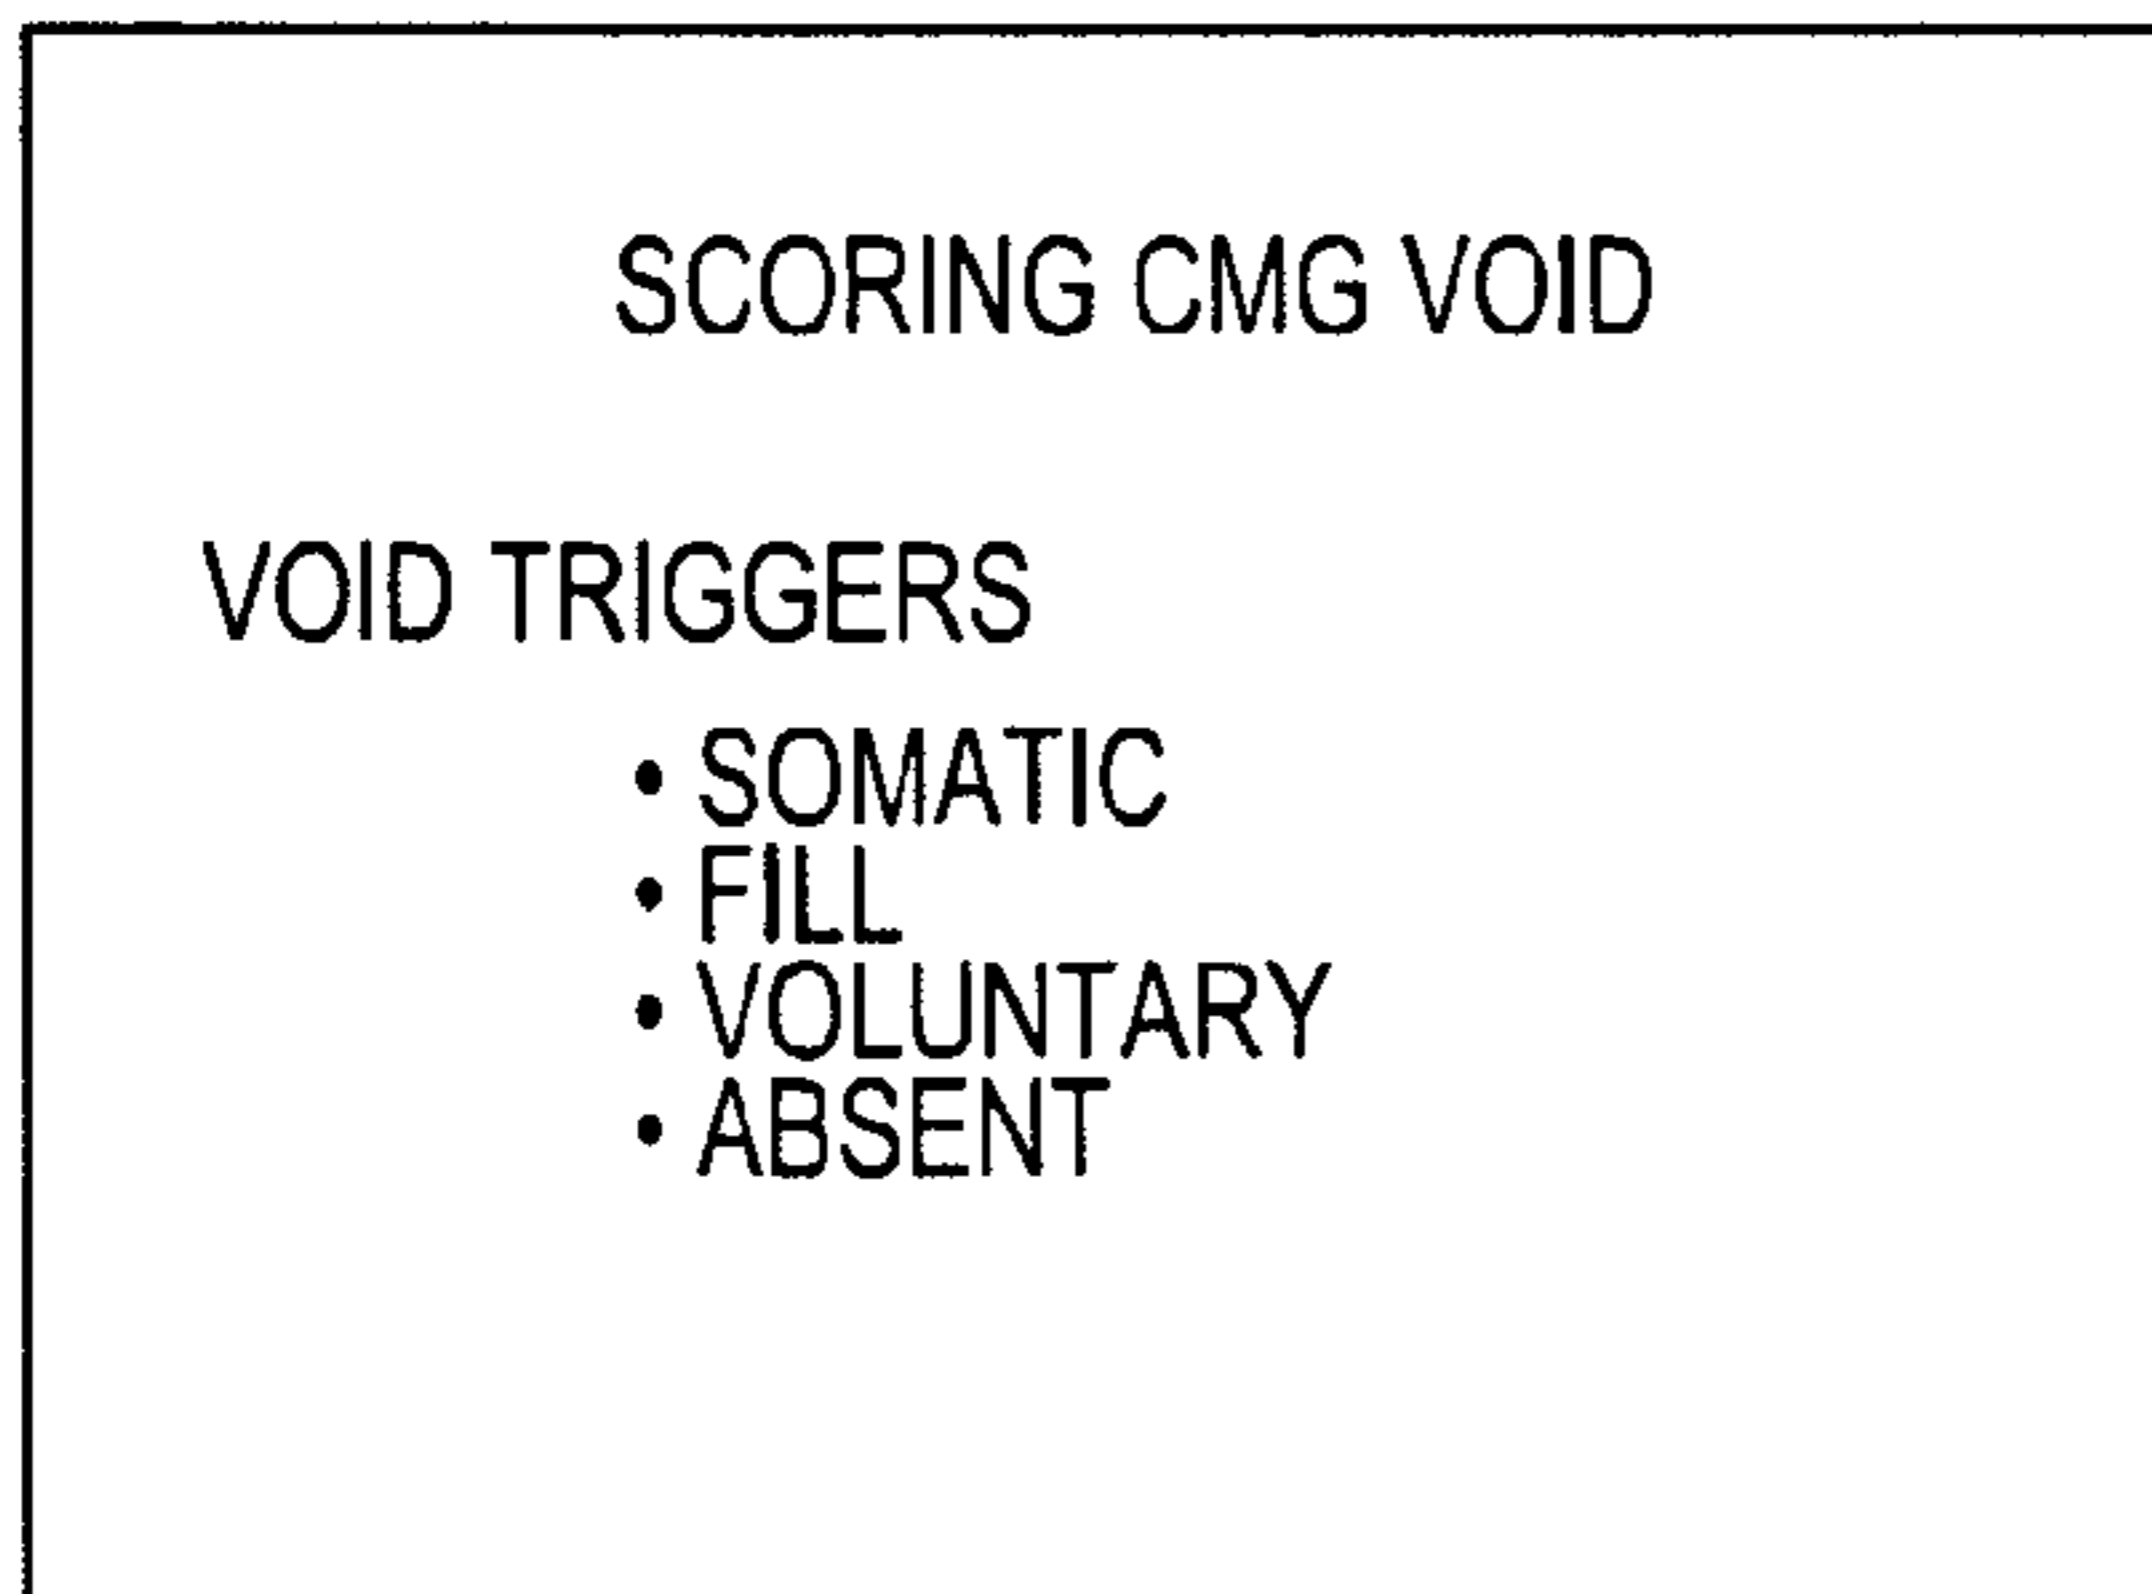 SCORING CMG VOID
VOID TRIGGERS
• SOMATIC
• FILL
• VOLUNTARY
• ABSENT